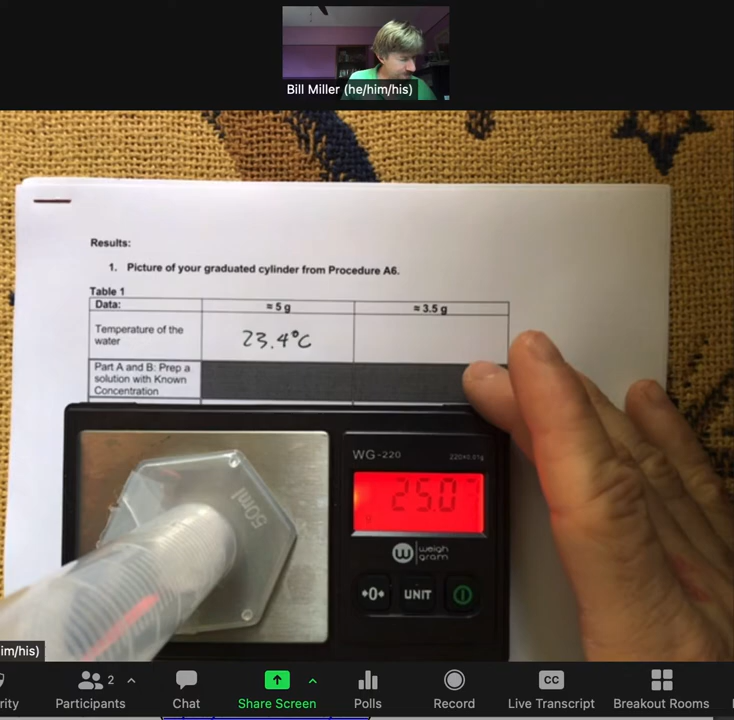 Bill Miller (he/him/his)
Results:
1. Picture of your graduated cylinder from Procedure A6.
Table 1
Data:
≈ 5 g
≈ 3.5 g
Temperature of the
water
23.4°C
Part A and B: Prep a
solution with Known
Concentration
WG-220
220×0.01g
25.07
g
50ml
weigh
gram
→0←
UNIT
im/his)
rity
Participants
2
Chat
Share Screen
Polls
Record
CC
Live Transcript
Breakout Rooms